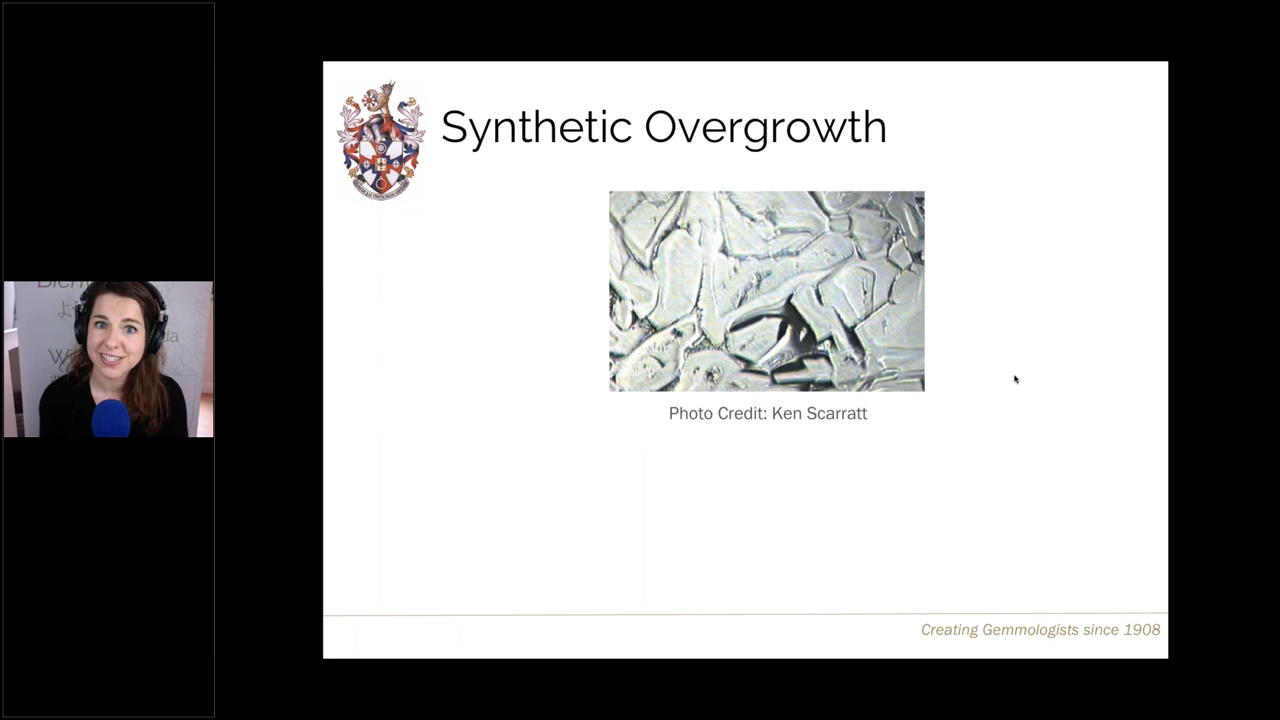 Synthetic Overgrowth
Photo Credit: Ken Scarratt
Creating Gemmologists since 1908